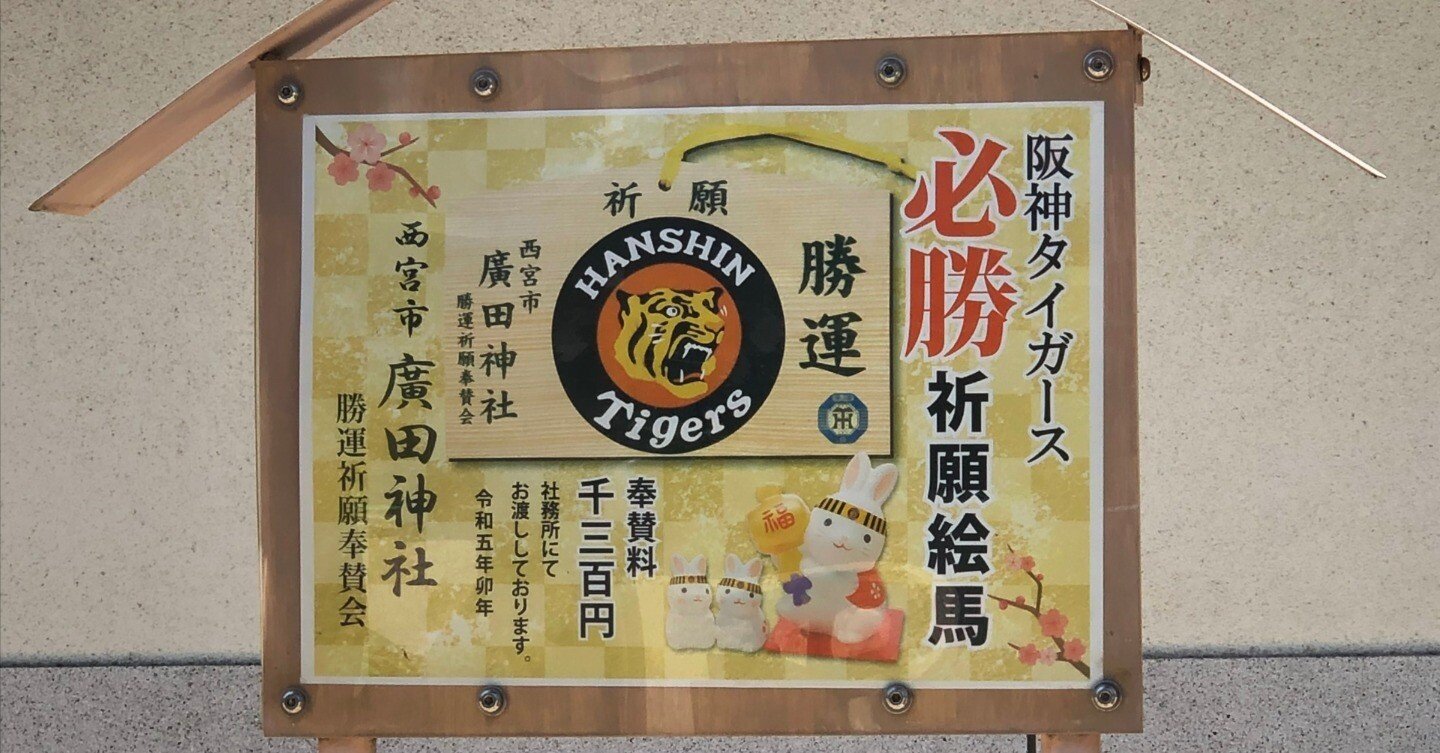 阪神タイガース
必勝祈願絵馬
祈願
勝運
HANSHIN
Tigers
西宮市
廣田神社
勝運祈願奉賛会
福
奉賛料
千三百円
社務所にて
お渡ししております。
令和五年卯年
西宮市 廣田神社
勝運祈願奉賛会